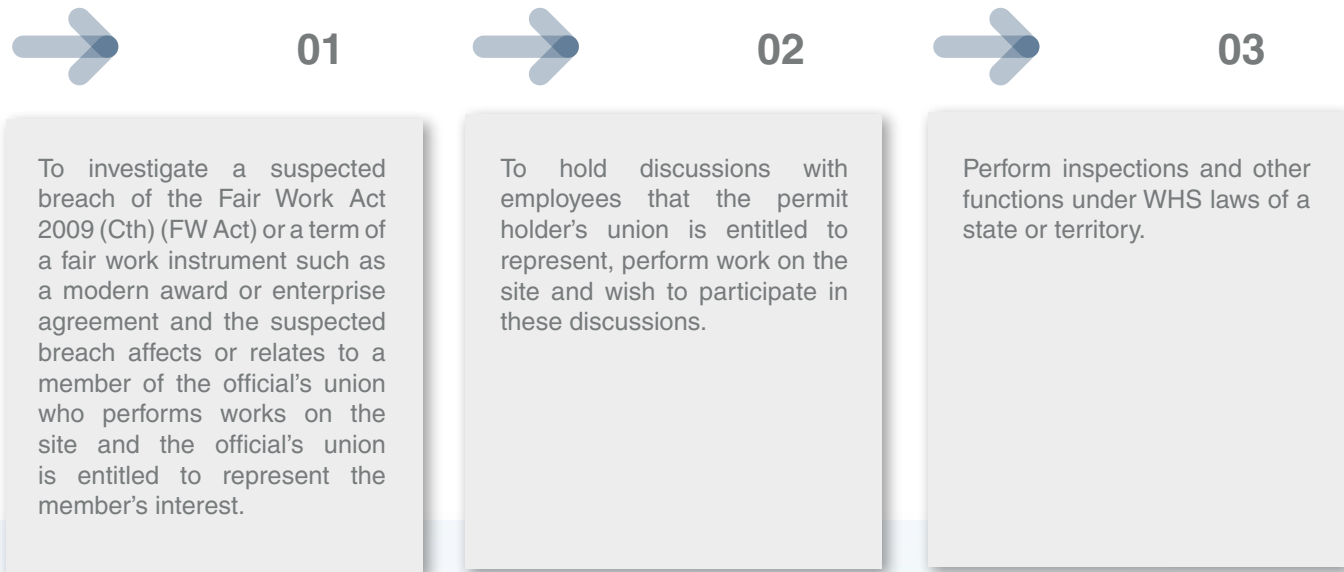 01
To investigate a suspected
breach of the Fair Work Act
2009 (Cth) (FW Act) or a term of
a fair work instrument such as
a modern award or enterprise
agreement and the suspected
breach affects or relates to a
member of the official’s union
who performs works on the
site and the official’s union
is entitled to represent the
member’s interest.
02
To hold discussions with
employees that the permit
holder’s union is entitled to
represent, perform work on the
site and wish to participate in
these discussions.
03
Perform inspections and other
functions under WHS laws of a
state or territory.